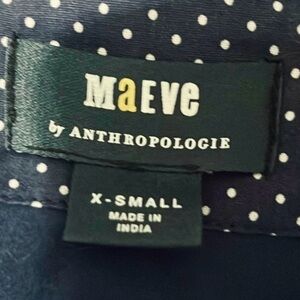 MaEVe
by ANTHROPOLOGIE
X-SMALL
MADE IN
INDIA